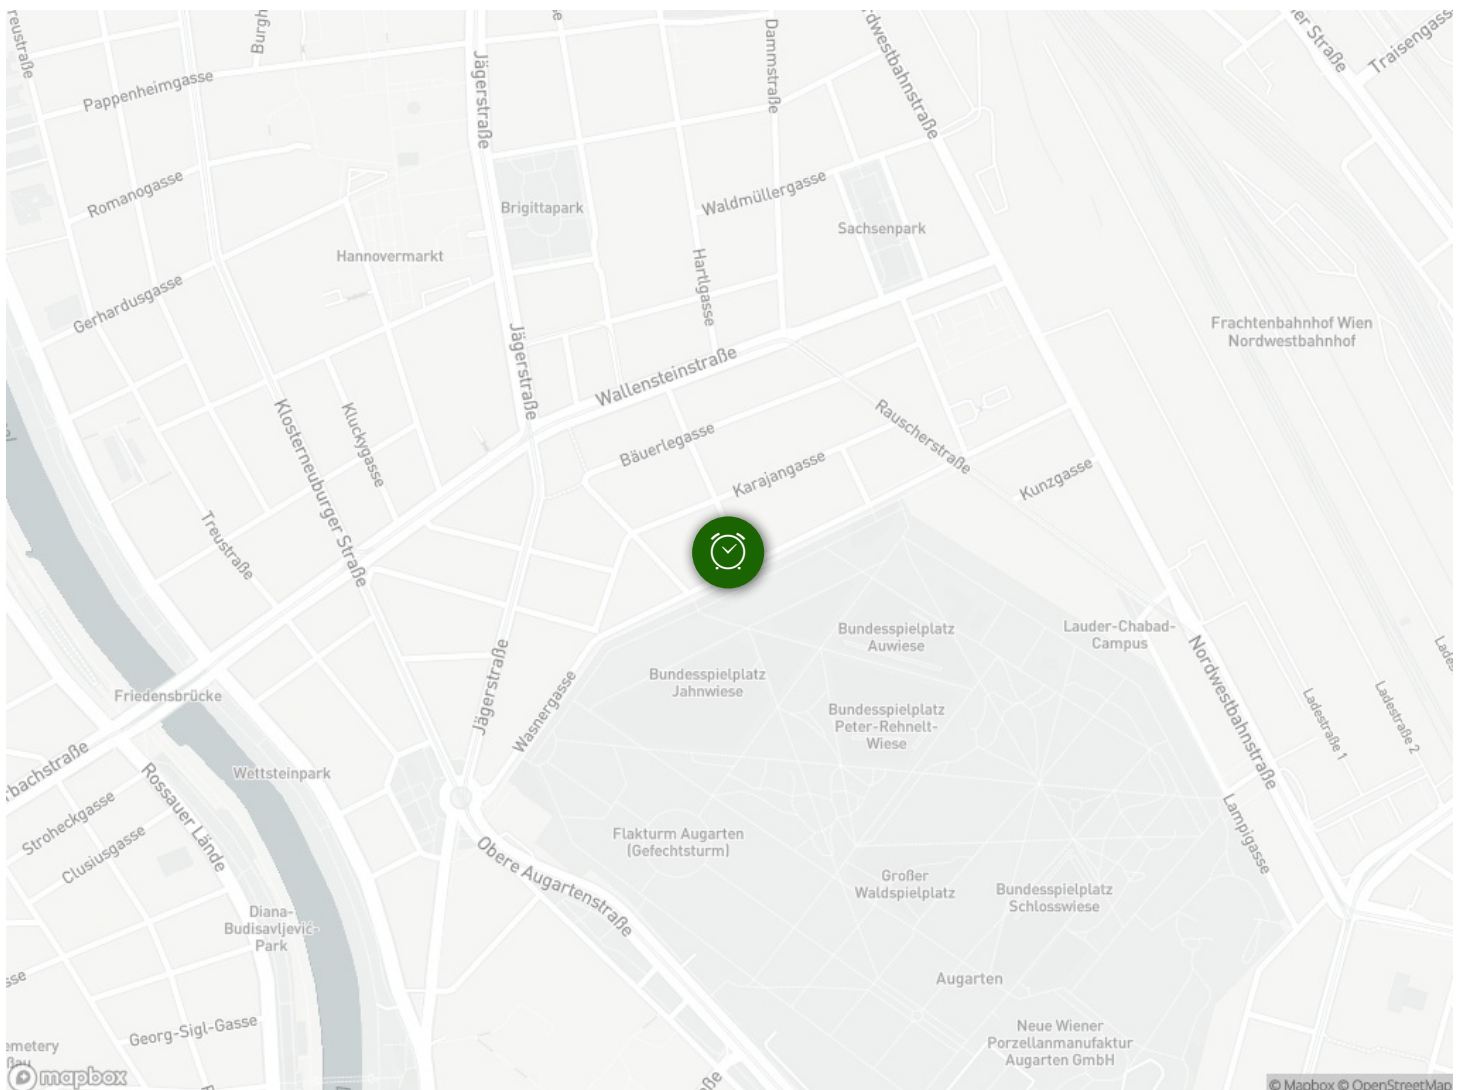 Pappenheimgasse
Jägerstraße
Dammstraße
Traisengasse
Romanogasse
Brigittapark
Waldmüllergasse
Sachsenpark
Hannovermarkt
Hartlgasse
Gerhardusgasse
Frachtenbahnhof Wien
Nordwestbahnhof
Jägerstraße
Wallensteinstraße
Klosterneuburger Straße
Kluckygasse
Bäuerlegasse
Rauscherstraße
Karajangasse
Kunzgasse
Treustraße
Bundesspielplatz
Auwiese
Lauder-Chabad-
Campus
Bundesspielplatz
Jahnwiese
Jägerstraße
Wasnergasse
Nordwestbahnstraße
Friedensbrücke
Bundesspielplatz
Peter-Rehnelt-
Wiese
Ladestraße 1
Ladestraße 2
Wettsteinpark
Rossauer Lände
Stroheckgasse
Clusiusgasse
Flakturm Augarten
(Gefechtsturm)
Lampigasse
Obere Augartenstraße
Großer
Waldspielplatz
Bundesspielplatz
Schlosswiese
Diana-
Budisavljević-
Park
Augarten
Georg-Sigl-Gasse
Neue Wiener
Porzellanmanufaktur
Augarten GmbH
mapbox
© Mapbox © OpenStreetMap